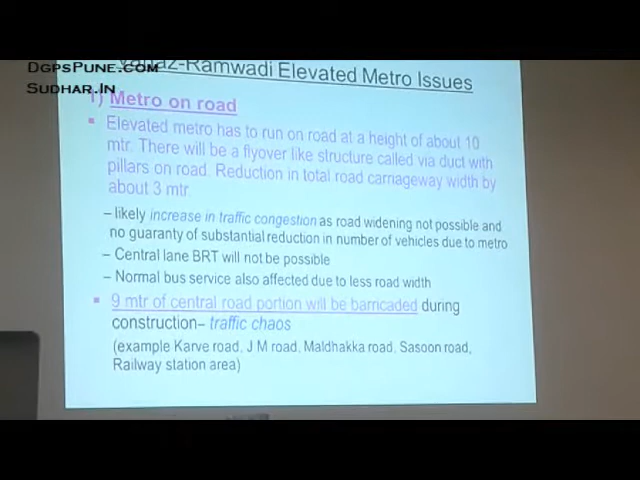 DgpsPune.com
Sudhar.In
Vanaz-Ramwadi Elevated Metro Issues
1) Metro on road
Elevated metro has to run on road at a height of about 10
mtr. There will be a flyover like structure called via duct with
pillars on road. Reduction in total road carriageway width by
about 3 mtr.
– likely increase in traffic congestion as road widening not possible and
no guaranty of substantial reduction in number of vehicles due to metro
– Central lane BRT will not be possible
– Normal bus service also affected due to less road width
9 mtr of central road portion will be barricaded during
construction– traffic chaos
(example Karve road, J M road, Maldhakka road, Sasoon road,
Railway station area)